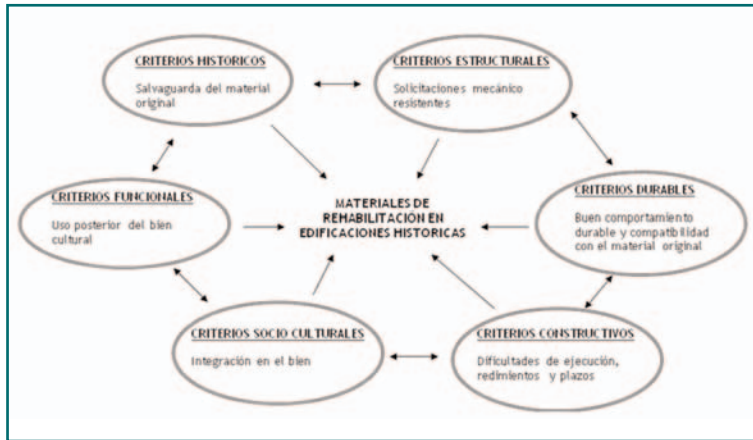 CRITERIOS HISTORICOS
Salvaguarda del material
original
CRITERIOS ESTRUCTURALES
Solicitaciones mecánico
resistentes
CRITERIOS FUNCIONALES
Uso posterior del bien
cultural
MATERIALES DE
REHABILITACIÓN EN
EDIFICACIONES HISTORICAS
CRITERIOS DURABLES
Buen comportamiento
durable y compatibilidad
con el material original
CRITERIOS SOCIO CULTURALES
Integración en el bien
CRITERIOS CONSTRUCTIVOS
Dificultades de ejecución,
redimientos y plazos